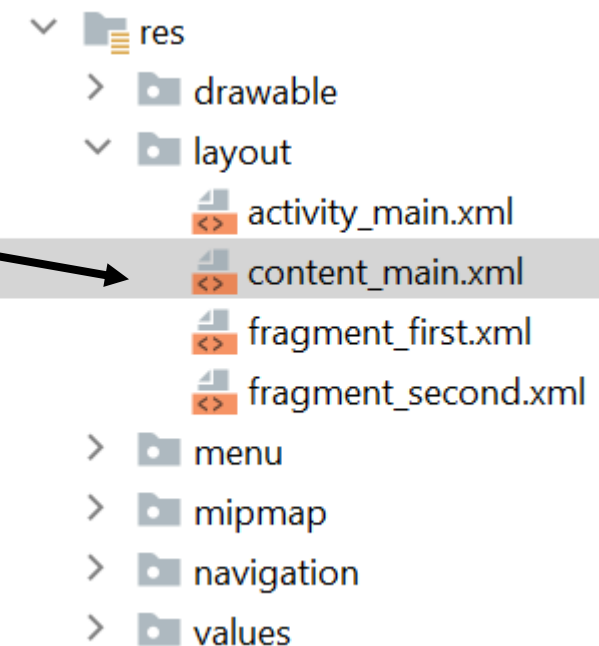 res
drawable
layout
activity_main.xml
content_main.xml
fragment_first.xml
fragment_second.xml
menu
mipmap
navigation
values